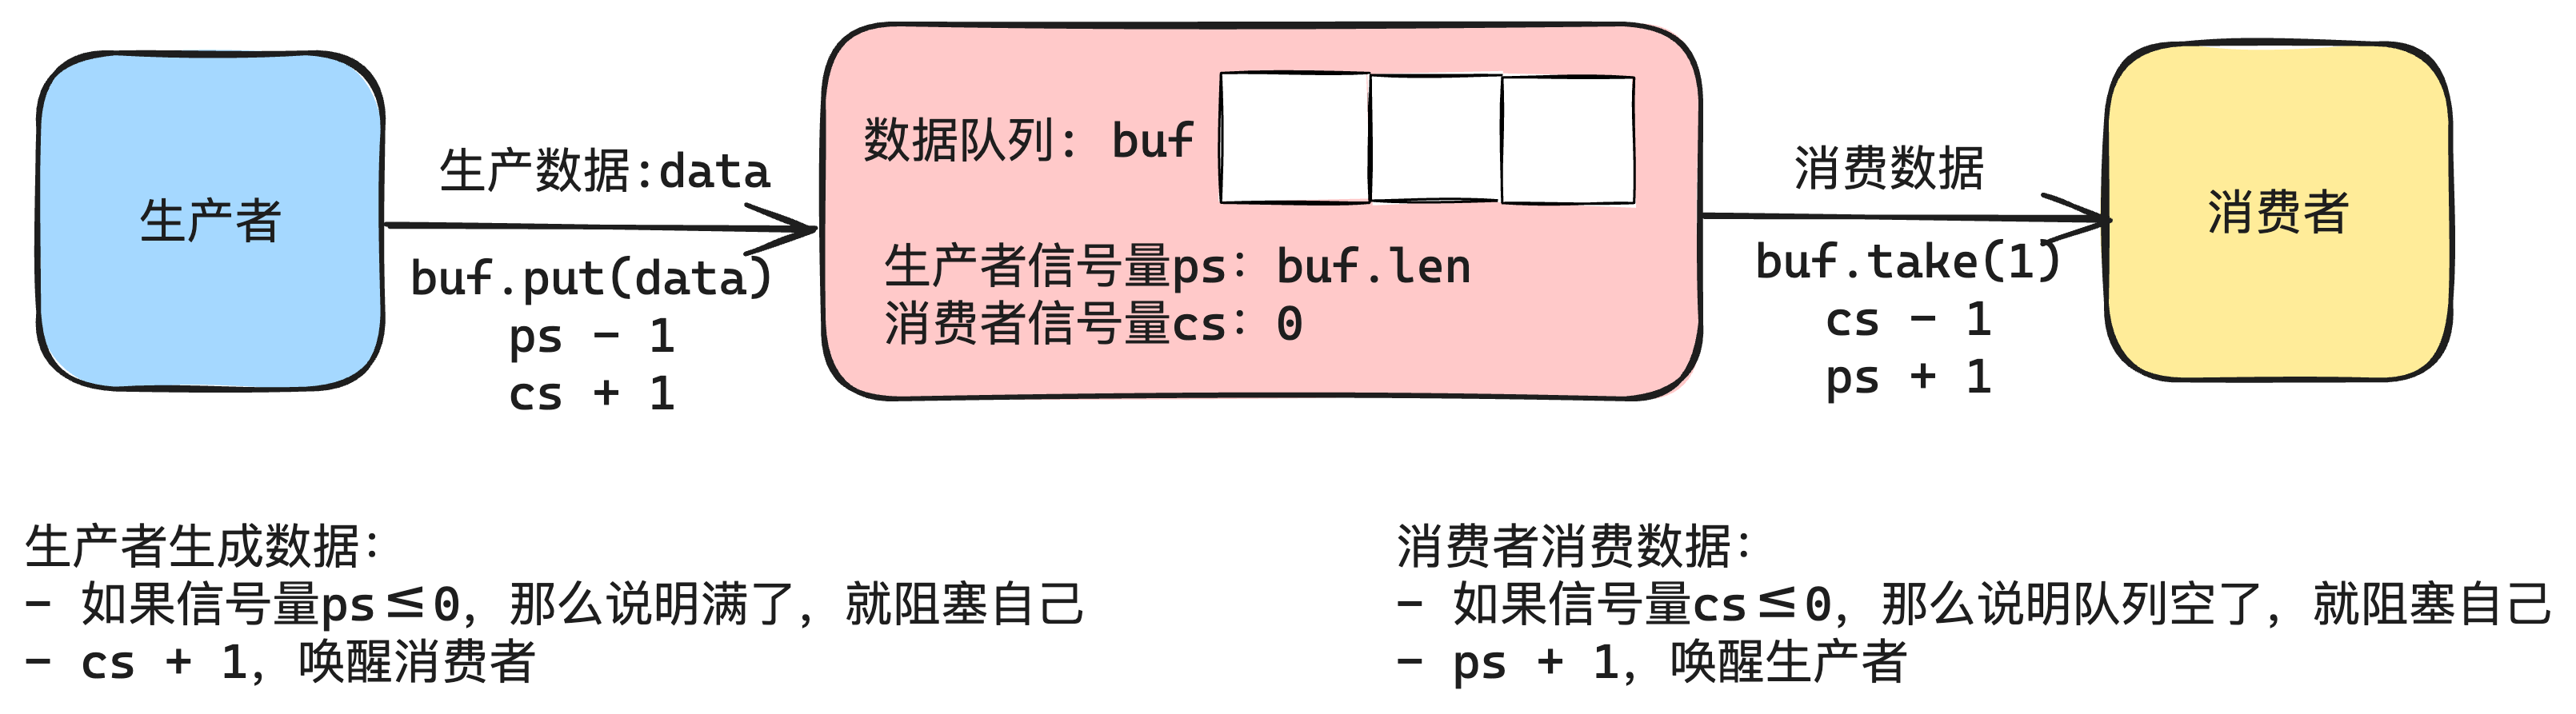 生产者
生产数据:data
buf.put(data)
ps - 1
cs + 1
数据队列: buf
生产者信号量ps: buf.len
消费者信号量cs: 0
消费数据
buf.take(1)
cs - 1
ps + 1
消费者
生产者生成数据:
- 如果信号量ps≤0, 那么说明满了, 就阻塞自己
- cs + 1, 唤醒消费者
消费者消费数据:
- 如果信号量cs≤0, 那么说明队列空了, 就阻塞自己
- ps + 1, 唤醒生产者